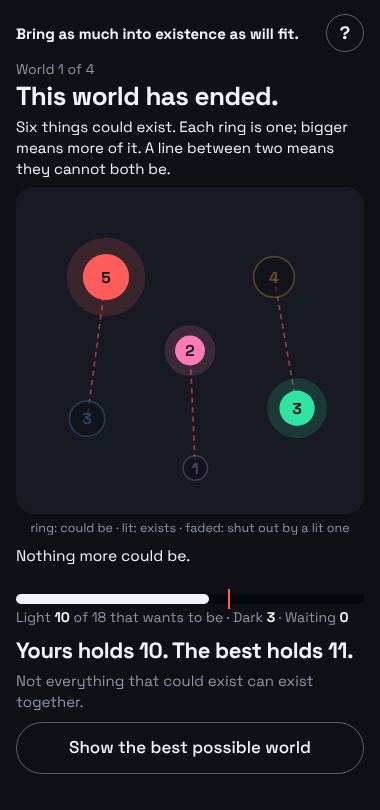 Bring as much into existence as will fit.
?
World 1 of 4
This world has ended.
Six things could exist. Each ring is one; bigger
means more of it. A line between two means
they cannot both be.
5
4
2
3
3
1
ring: could be · lit: exists · faded: shut out by a lit one
Nothing more could be.
Light 10 of 18 that wants to be · Dark 3 · Waiting 0
Yours holds 10. The best holds 11.
Not everything that could exist can exist
together.
Show the best possible world